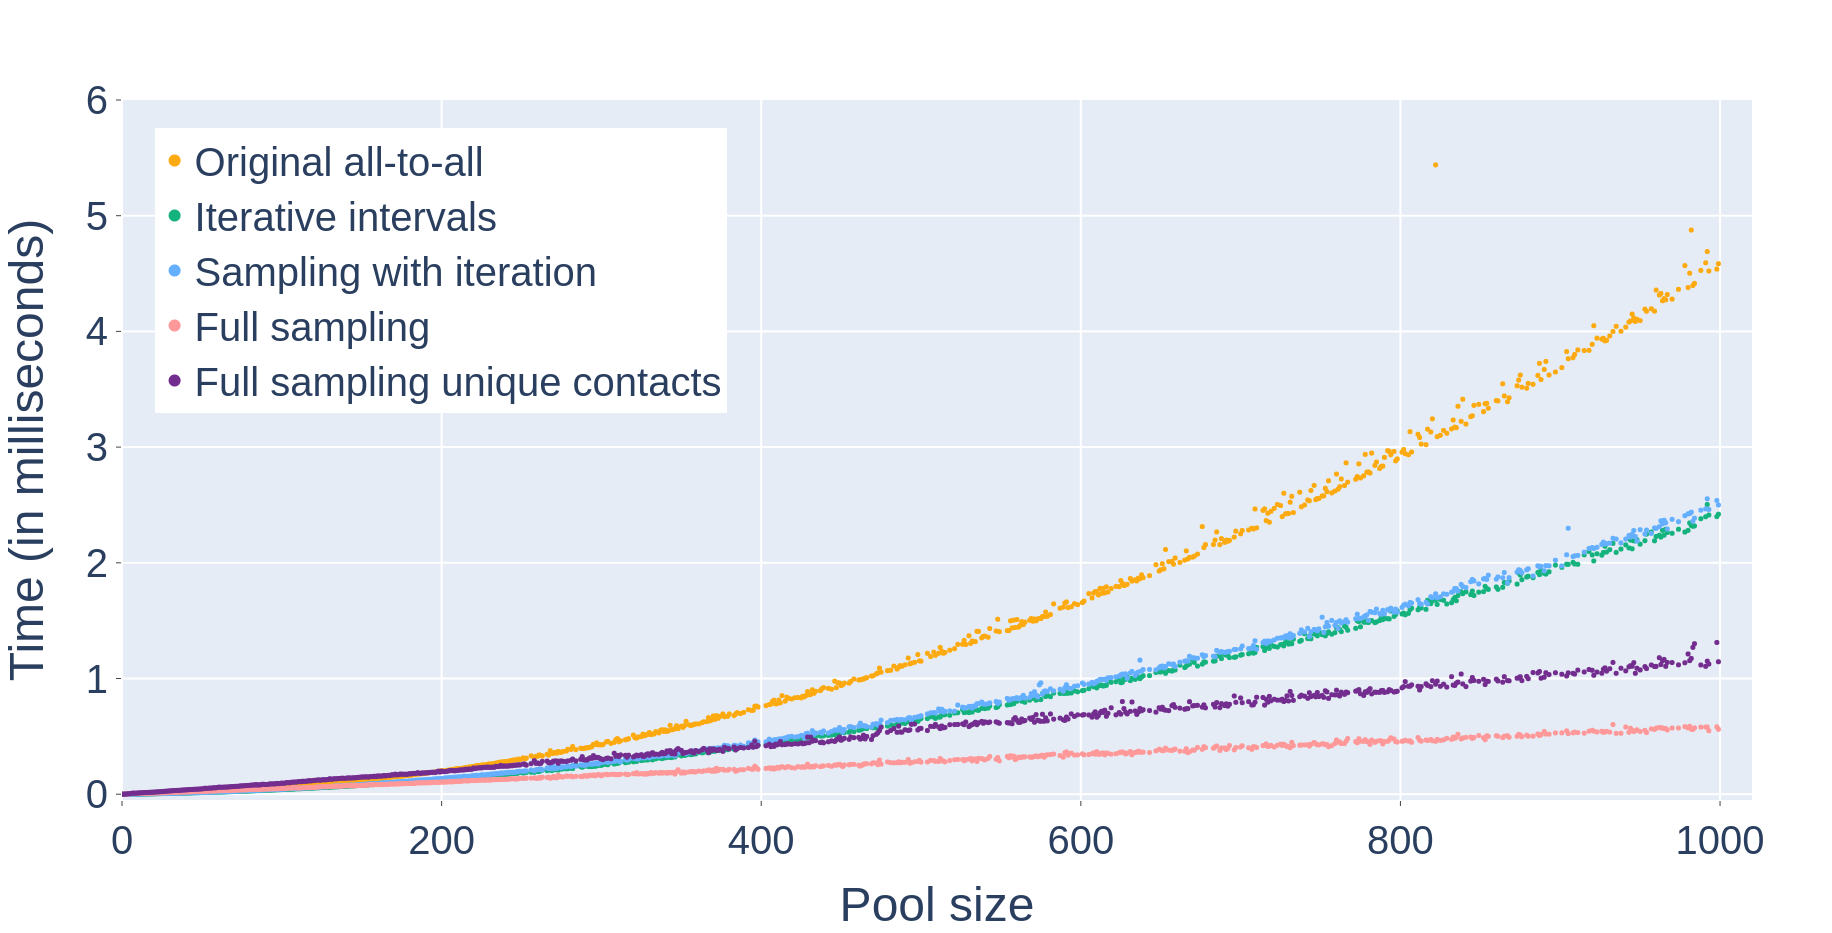 Time (in milliseconds)
6
5
4
3
2
1
0
Original all-to-all
Iterative intervals
Sampling with iteration
Full sampling
Full sampling unique contacts
0 200 400 600 800 1000
Pool size